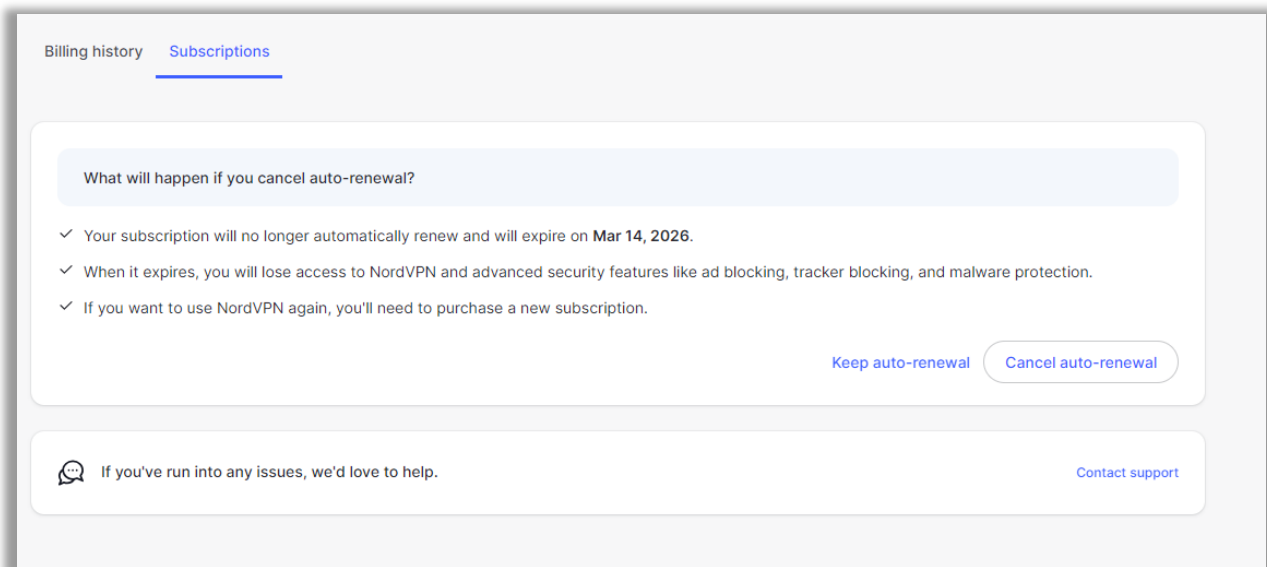 Billing history
Subscriptions
What will happen if you cancel auto-renewal?
Your subscription will no longer automatically renew and will expire on Mar 14, 2026.
When it expires, you will lose access to NordVPN and advanced security features like ad blocking, tracker blocking, and malware protection.
If you want to use NordVPN again, you'll need to purchase a new subscription.
Keep auto-renewal
Cancel auto-renewal
If you've run into any issues, we'd love to help.
Contact support